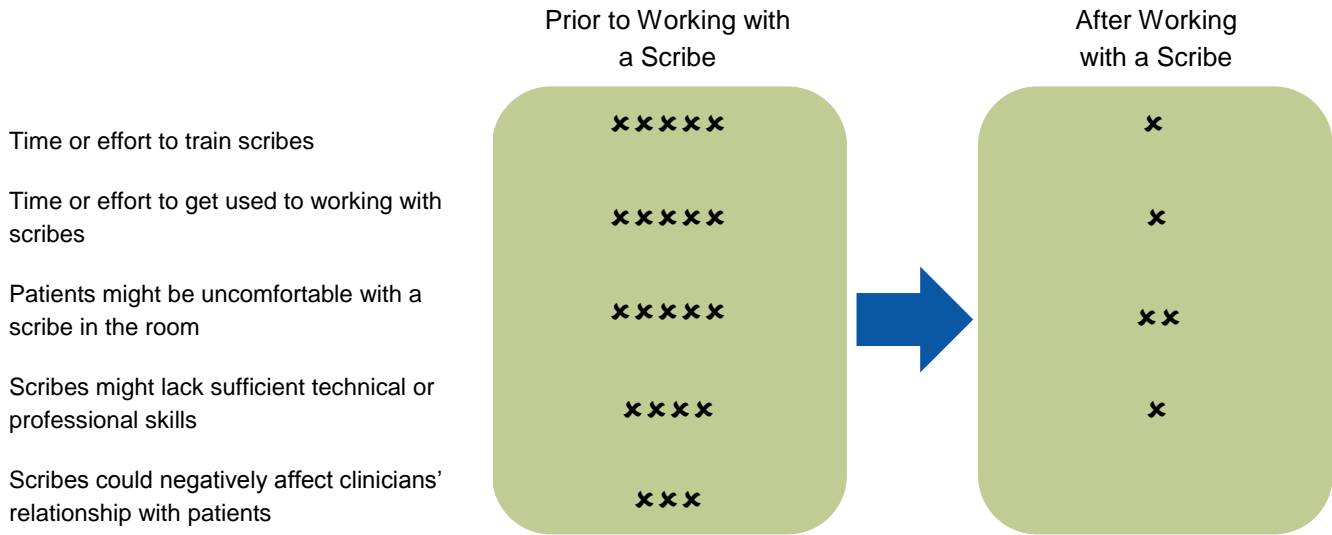 Prior to Working with
a Scribe
After Working
with a Scribe
Time or effort to train scribes
✘✘✘✘✘
✘
Time or effort to get used to working with
scribes
✘✘✘✘✘
✘
Patients might be uncomfortable with a
scribe in the room
✘✘✘✘✘
✘✘
Scribes might lack sufficient technical or
professional skills
✘✘✘✘
✘
Scribes could negatively affect clinicians’
relationship with patients
✘✘✘